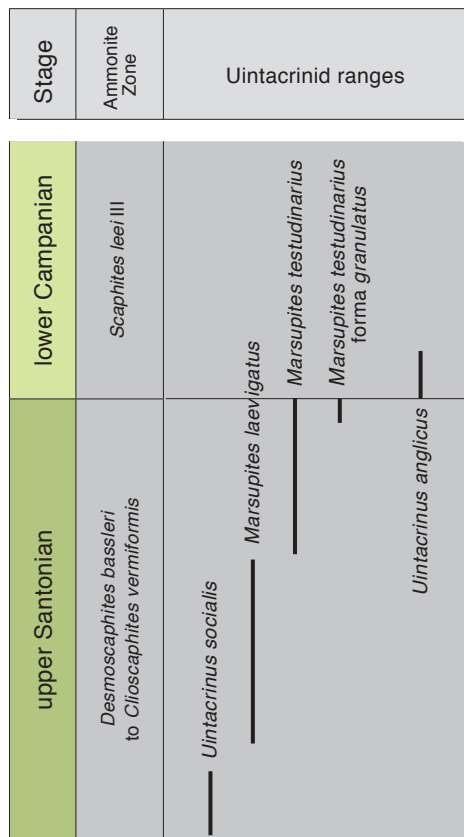 Stage
Ammonite
Zone
Uintacrinid ranges
lower Campanian
Scaphites leei III
upper Santonian
Desmoscaphites bassleri
to Clioscaphites vermiformis
Uintacrinus socialis
Marsupites laevigatus
Marsupites testudinarius
Marsupites testudinarius
forma granulatus
Uintacrinus anglicus